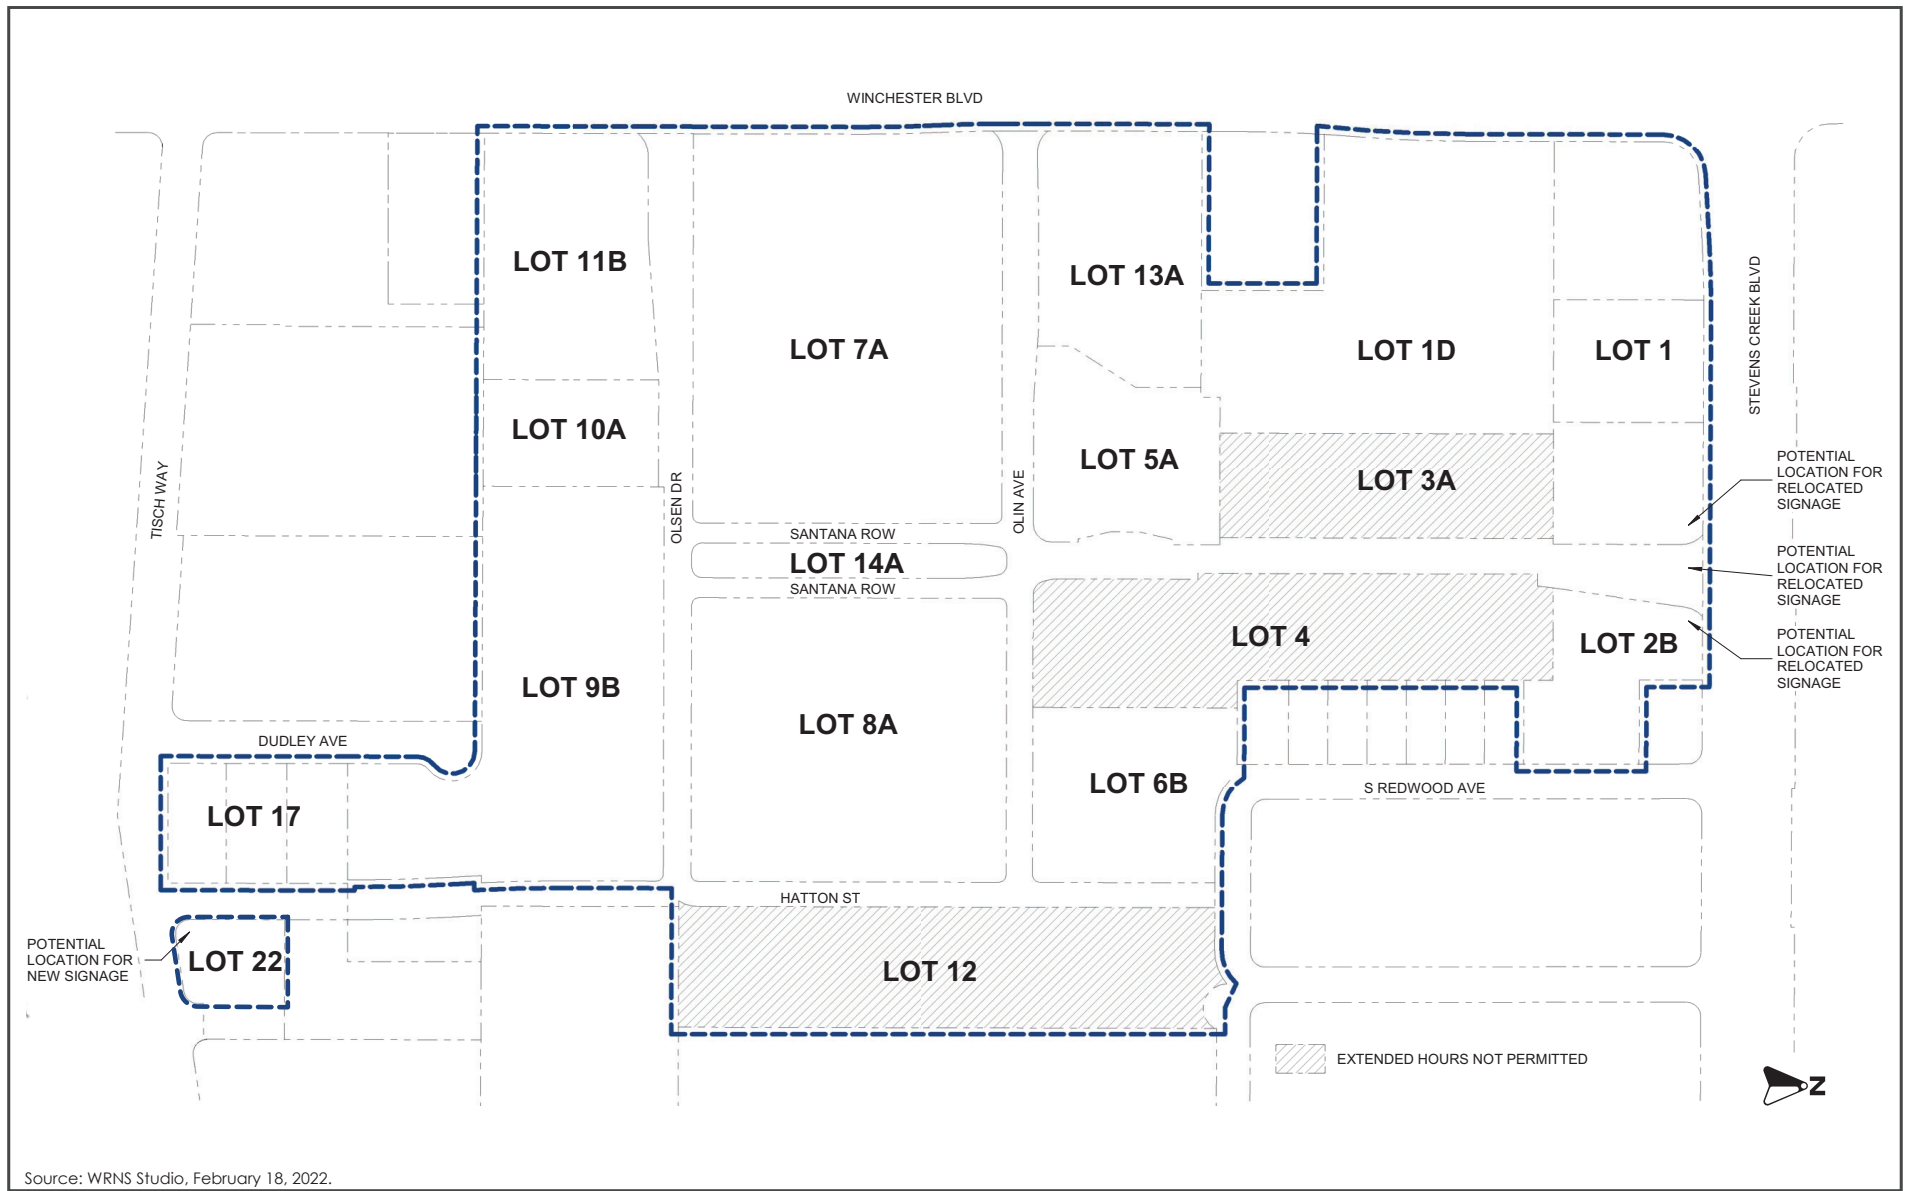 WINCHESTER BLVD
LOT 11B
LOT 13A
LOT 7A
LOT 1D
LOT 1
STEVENS CREEK BLVD
LOT 10A
LOT 5A
LOT 3A
TISCH WAY
OLSEN DR
OLIN AVE
POTENTIAL
LOCATION FOR
RELOCATED
SIGNAGE
SANTANA ROW
LOT 14A
SANTANA ROW
POTENTIAL
LOCATION FOR
RELOCATED
SIGNAGE
LOT 4
LOT 2B
POTENTIAL
LOCATION FOR
RELOCATED
SIGNAGE
LOT 9B
LOT 8A
DUDLEY AVE
LOT 6B
S REDWOOD AVE
LOT 17
HATTON ST
POTENTIAL
LOCATION FOR
NEW SIGNAGE
LOT 22
LOT 12
EXTENDED HOURS NOT PERMITTED
N
Source: WRNS Studio, February 18, 2022.